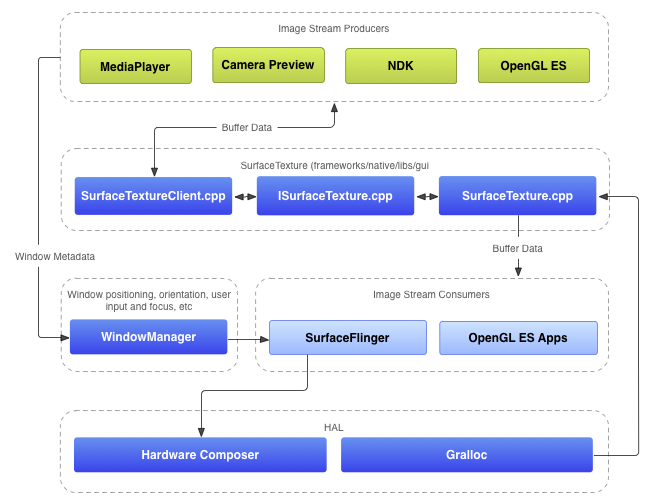 Image Stream Producers
MediaPlayer
Camera Preview
NDK
OpenGL ES
Buffer Data
SurfaceTexture (frameworks/native/libs/gui
SurfaceTextureClient.cpp
ISurfaceTexture.cpp
SurfaceTexture.cpp
Buffer Data
Window Metadata
Window positioning, orientation, user
input and focus, etc
WindowManager
Image Stream Consumers
SurfaceFlinger
OpenGL ES Apps
HAL
Hardware Composer
Gralloc